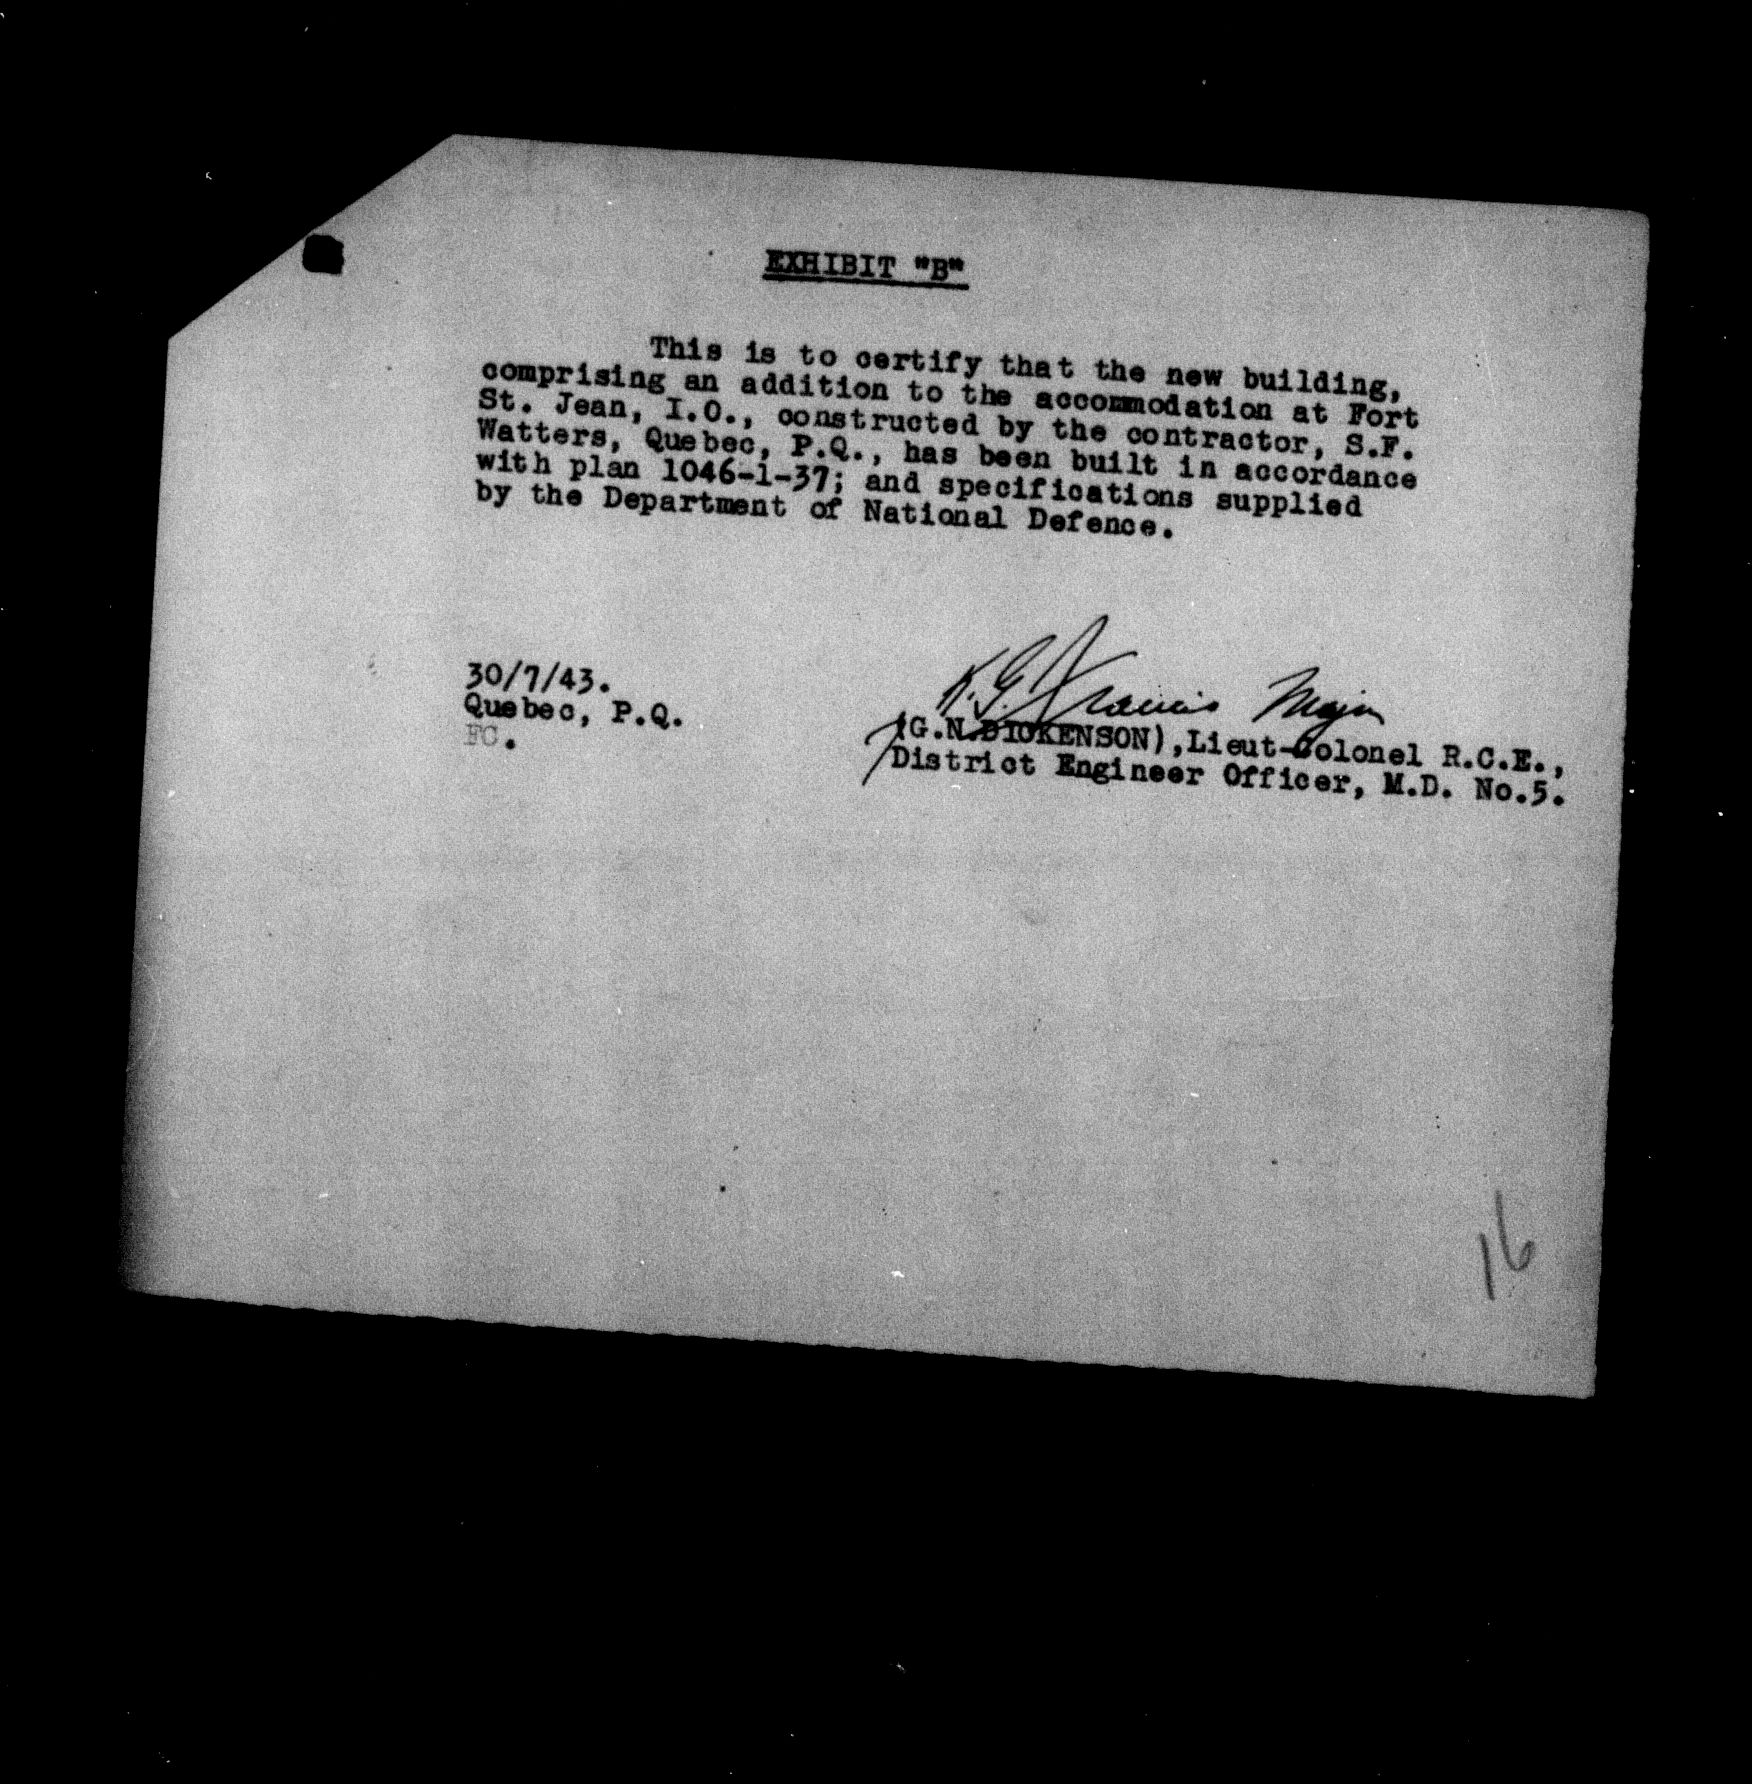 EXHIBIT "B"
This is to certify that the new building,
comprising an addition to the accommodation at Fort
St. Jean, I.O., constructed by the contractor, S.F.
Watters, Quebec, P.Q., has been built in accordance
with plan 1046-1-37; and specifications supplied
by the Department of National Defence.
30/7/43.
Quebec, P.Q.
FC.
Francis Major
(G.N.DICKENSON),Lieut-Colonel R.C.E.,
District Engineer Officer, M.D. No.5.
16